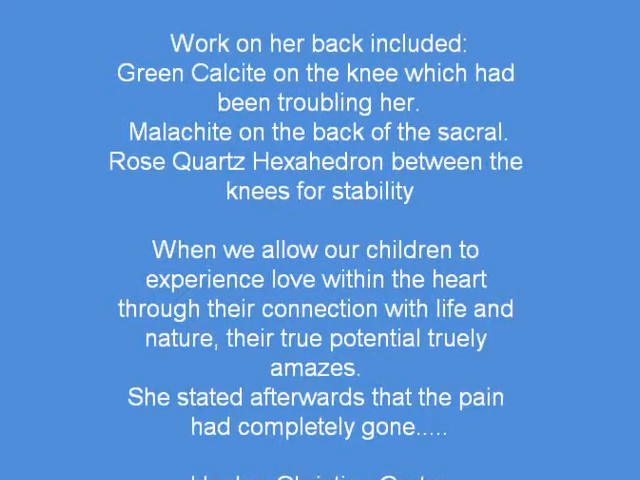 Work on her back included:
Green Calcite on the knee which had
been troubling her.
Malachite on the back of the sacral.
Rose Quartz Hexahedron between the
knees for stability
When we allow our children to
experience love within the heart
through their connection with life and
nature, their true potential truely
amazes.
She stated afterwards that the pain
had completely gone.....